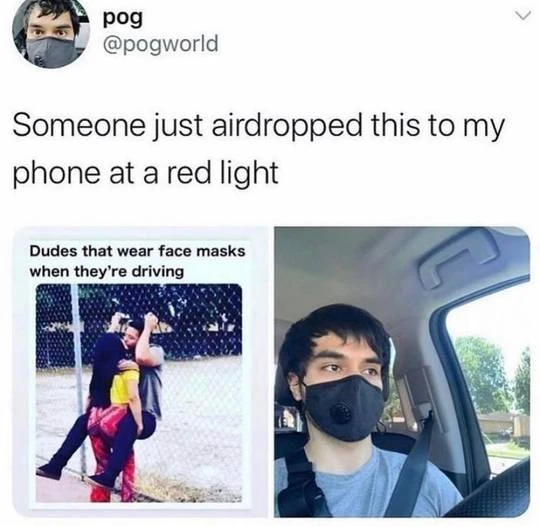 pog
@pogworld
Someone just airdropped this to my
phone at a red light
Dudes that wear face masks
when they're driving